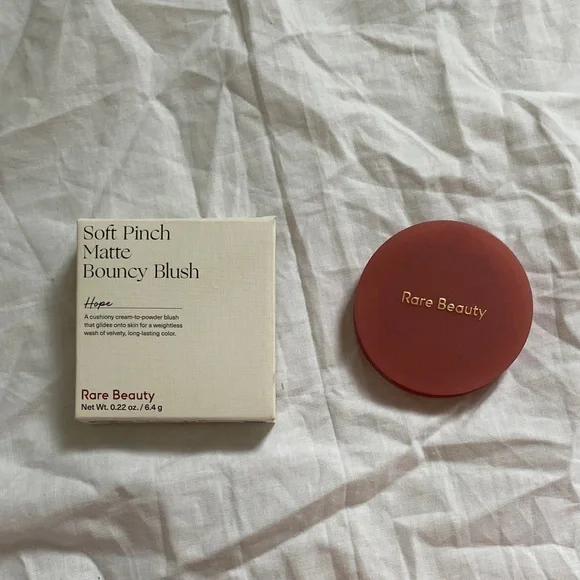 Soft Pinch
Matte
Bouncy Blush
Hope
A cushiony cream-to-powder blush
that glides onto skin for a weightless
wash of velvety, long-lasting color.
Rare Beauty
Net Wt. 0.22 oz. / 6.4 g
Rare Beauty